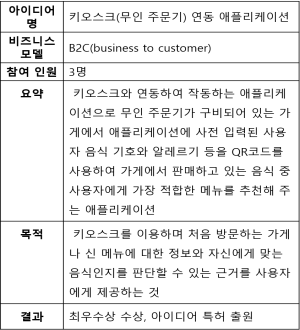 아이디어명 키오스크(무인 주문기) 연동 애플리케이션
비즈니스 모델 B2C(business to customer)
참여 인원 3명
요약 키오스크와 연동하여 작동하는 애플리케
이션으로 무인 주문기가 구비되어 있는 가
게에서 애플리케이션에 사전 입력된 사용
자 음식 기호와 알레르기 등을 QR코드를
사용하여 가게에서 판매하고 있는 음식 중
사용자에게 가장 적합한 메뉴를 추천해 주
는 애플리케이션
목적 키오스크를 이용하며 처음 방문하는 가게
나 신 메뉴에 대한 정보와 자신에게 맞는
음식인지를 판단할 수 있는 근거를 사용자
에게 제공하는 것
결과 최우수상 수상, 아이디어 특허 출원